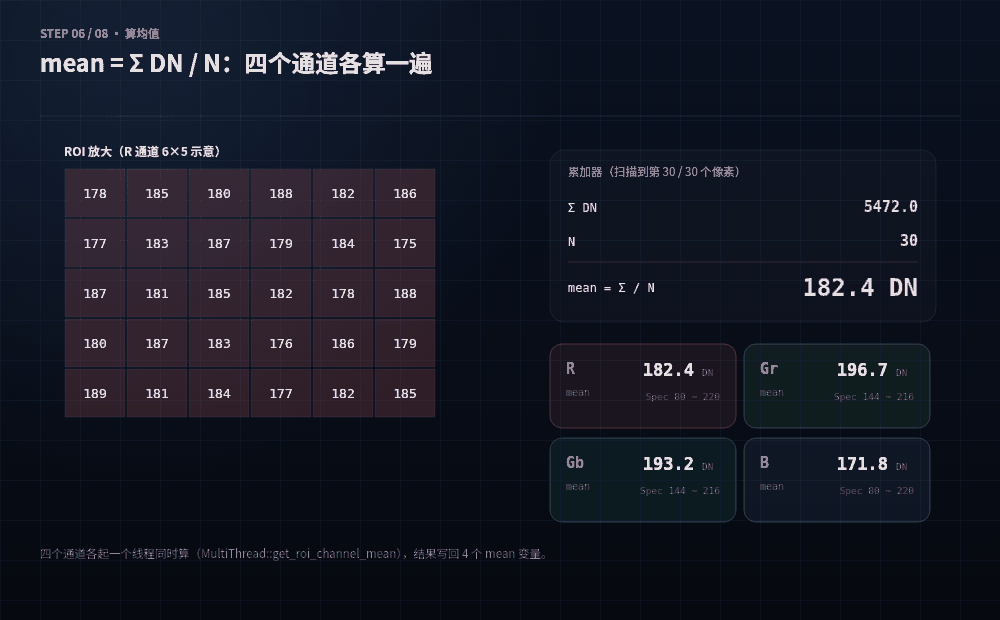 STEP 06 / 08 · 算均值
mean = Σ DN / N：四个通道各算一遍
ROI 放大（R 通道 6×5 示意）
178 185 180 188 182 186
177 183 187 179 184 175
187 181 185 182 178 188
180 187 183 176 186 179
189 181 184 177 182 185
累加器（扫描到第 30 / 30 个像素）
Σ DN 5472.0
N 30
mean = Σ / N 182.4 DN
R 182.4 DN
mean Spec 80 ~ 220
Gr 196.7 DN
mean Spec 144 ~ 216
Gb 193.2 DN
mean Spec 144 ~ 216
B 171.8 DN
mean Spec 80 ~ 220
四个通道各起一个线程同时算（MultiThread::get_roi_channel_mean），结果写回 4 个 mean 变量。